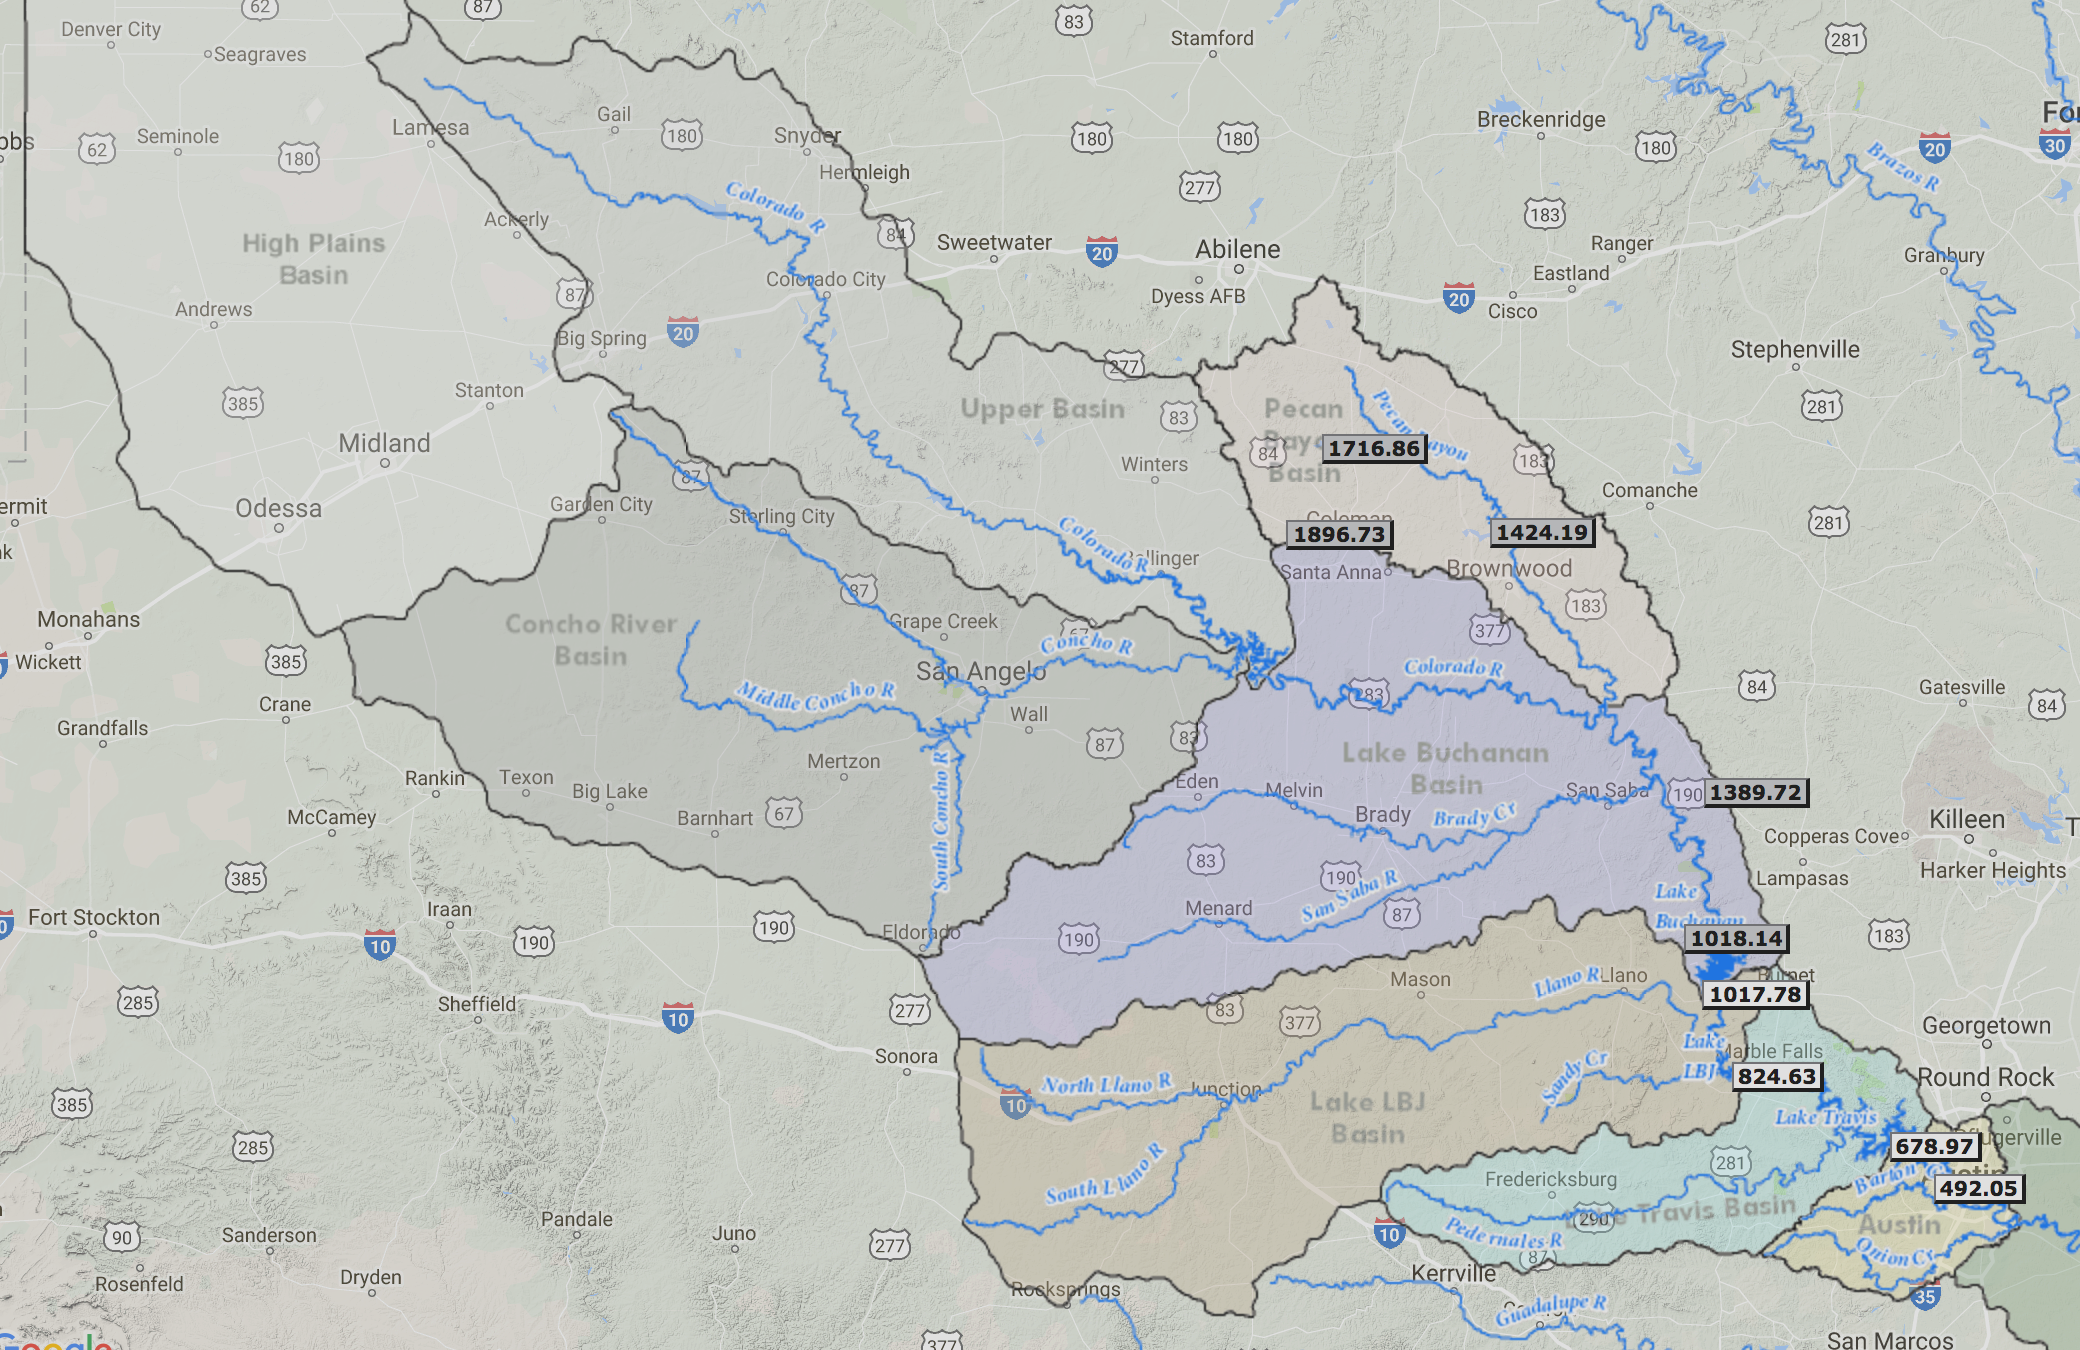 62
87
83
281
Denver City
Seagraves
Stamford
Breckenridge
For
Seminole
62
180
Lamesa
Gail
180
Snyder
Hermleigh
180
180
180
20
30
Brazos R
277
183
High Plains
Basin
Ackerly
Colorado R
84
Sweetwater
20
Abilene
Ranger
Granbury
87
Colorado City
Dyess AFB
20
Eastland
Cisco
Andrews
Big Spring
20
277
Stephenville
385
Stanton
Upper Basin
83
Pecan
Basin
84
1716.86
183
281
Midland
Winters
Comanche
Odessa
87
Garden City
Sterling City
Colorado R
1896.73
1424.19
281
Santa Anna
Brownwood
87
183
Monahans
Wickett
385
Concho River
Basin
Grape Creek
Concho R
San Angelo
377
Colorado R
283
84
Gatesville
84
Crane
Grandfalls
Middle Concho R
Wall
87
83
Lake Buchanan
Basin
Rankin
Texon
Big Lake
Mertzon
Barnhart
67
South Concho R
Eden
Melvin
Brady
Brady Cr
San Saba
190
1389.72
Copperas Cove
Killeen
Harker Heights
Lampasas
McCamey
385
83
190
87
San Saba R
Menard
Lake
Buchanan
1018.14
183
Fort Stockton
Iraan
10
190
190
Eldorado
190
285
Sheffield
10
277
83
377
Mason
Llano R
Llano
Burnet
1017.78
Georgetown
Sonora
North Llano R
10
Junction
Lake LBJ
Basin
Sandy Cr
Lake
LBJ
Marble Falls
824.63
Round Rock
385
285
South Llano R
Lake Travis
678.97
492.05
Fredericksburg
281
290
Travis Basin
Pedernales R
87
10
Kerrville
Barton
Austin
Onion Cr
35
90
Sanderson
Rosenfeld
Dryden
Pandale
Juno
277
Rocksprings
Guadalupe R
377
San Marcos
Google